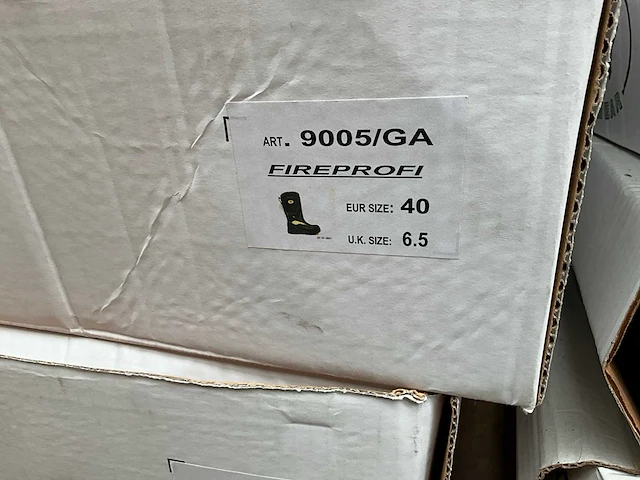 ART. 9005/GA
FIREPROFI
EUR SIZE: 40
U.K. SIZE: 6.5